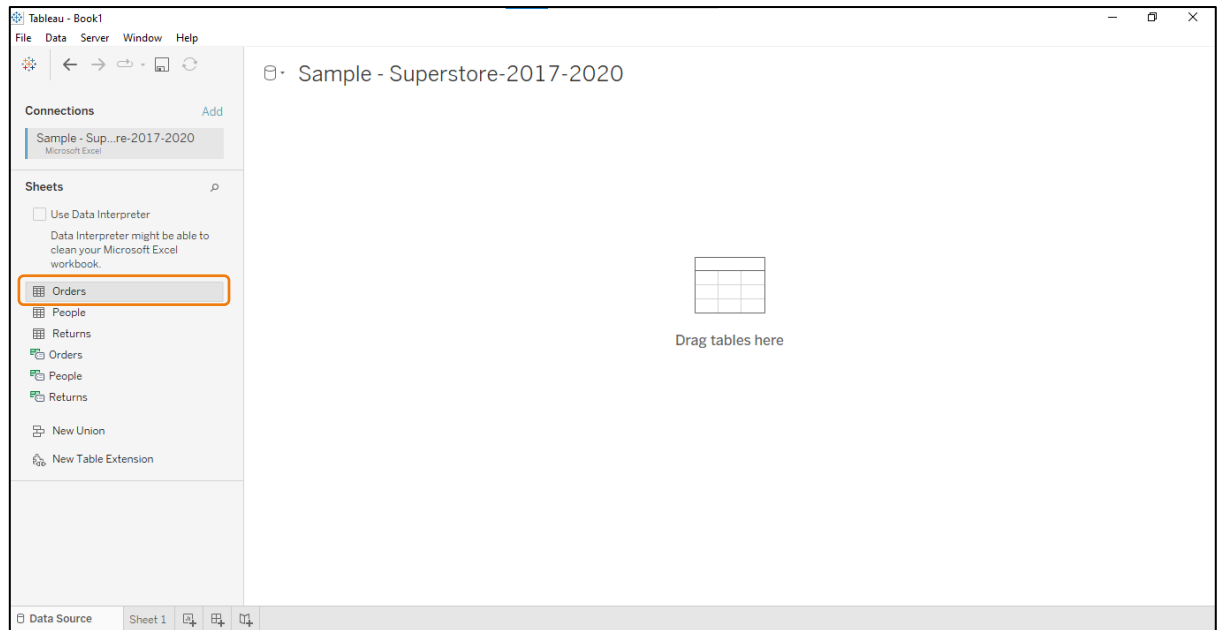 Tableau - Book1
File Data Server Window Help
Sample - Superstore-2017-2020
Connections Add
Sample - Sup...re-2017-2020
Microsoft Excel
Sheets
Use Data Interpreter
Data Interpreter might be able to
clean your Microsoft Excel
workbook.
Orders
People
Returns
Orders
People
Returns
New Union
New Table Extension
Drag tables here
Data Source Sheet 1